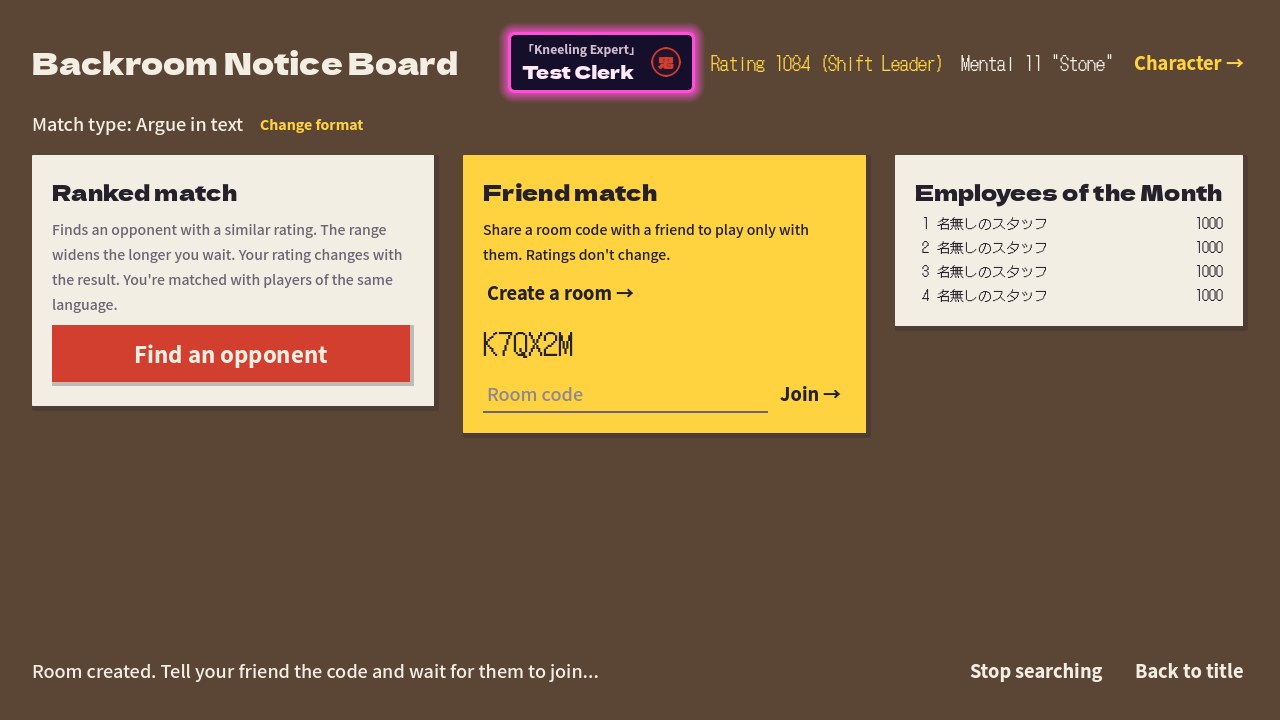 Backroom Notice Board
「Kneeling Expert」
Test Clerk
Rating 1084 (Shift Leader)
Mental 11 "Stone"
Character →
Match type: Argue in text
Change format
Ranked match
Finds an opponent with a similar rating. The range
widens the longer you wait. Your rating changes with
the result. You're matched with players of the same
language.
Find an opponent
Friend match
Share a room code with a friend to play only with
them. Ratings don't change.
Create a room →
K7QX2M
Room code
Join →
Employees of the Month
1 名無しのスタッフ 1000
2 名無しのスタッフ 1000
3 名無しのスタッフ 1000
4 名無しのスタッフ 1000
Room created. Tell your friend the code and wait for them to join...
Stop searching
Back to title